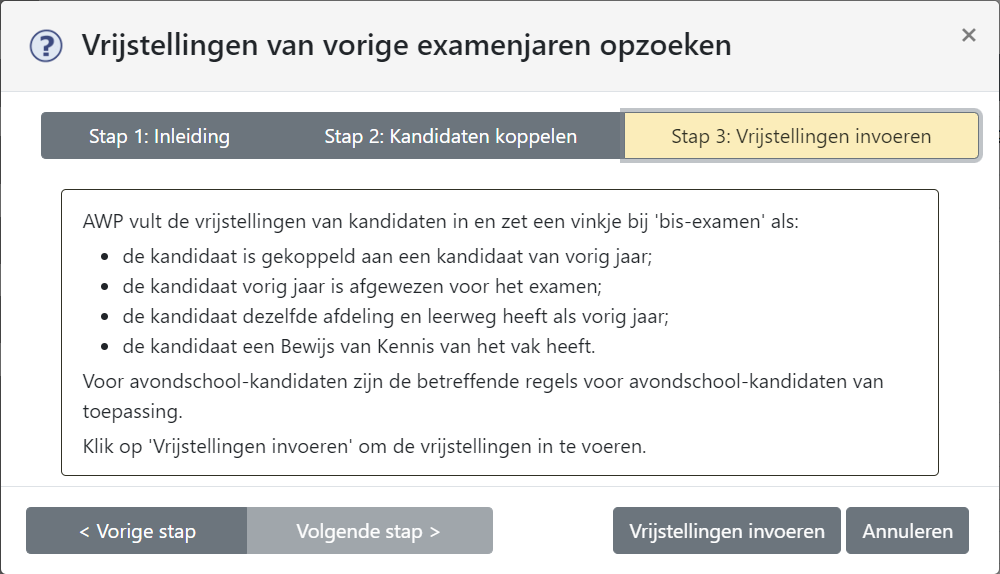 Vrijstellingen van vorige examenjaren opzoeken
×
Stap 1: Inleiding
Stap 2: Kandidaten koppelen
Stap 3: Vrijstellingen invoeren
AWP vult de vrijstellingen van kandidaten in en zet een vinkje bij 'bis-examen' als:
• de kandidaat is gekoppeld aan een kandidaat van vorig jaar;
• de kandidaat vorig jaar is afgewezen voor het examen;
• de kandidaat dezelfde afdeling en leerweg heeft als vorig jaar;
• de kandidaat een Bewijs van Kennis van het vak heeft.
Voor avondschool-kandidaten zijn de betreffende regels voor avondschool-kandidaten van
toepassing.
Klik op 'Vrijstellingen invoeren' om de vrijstellingen in te voeren.
< Vorige stap
Volgende stap >
Vrijstellingen invoeren
Annuleren